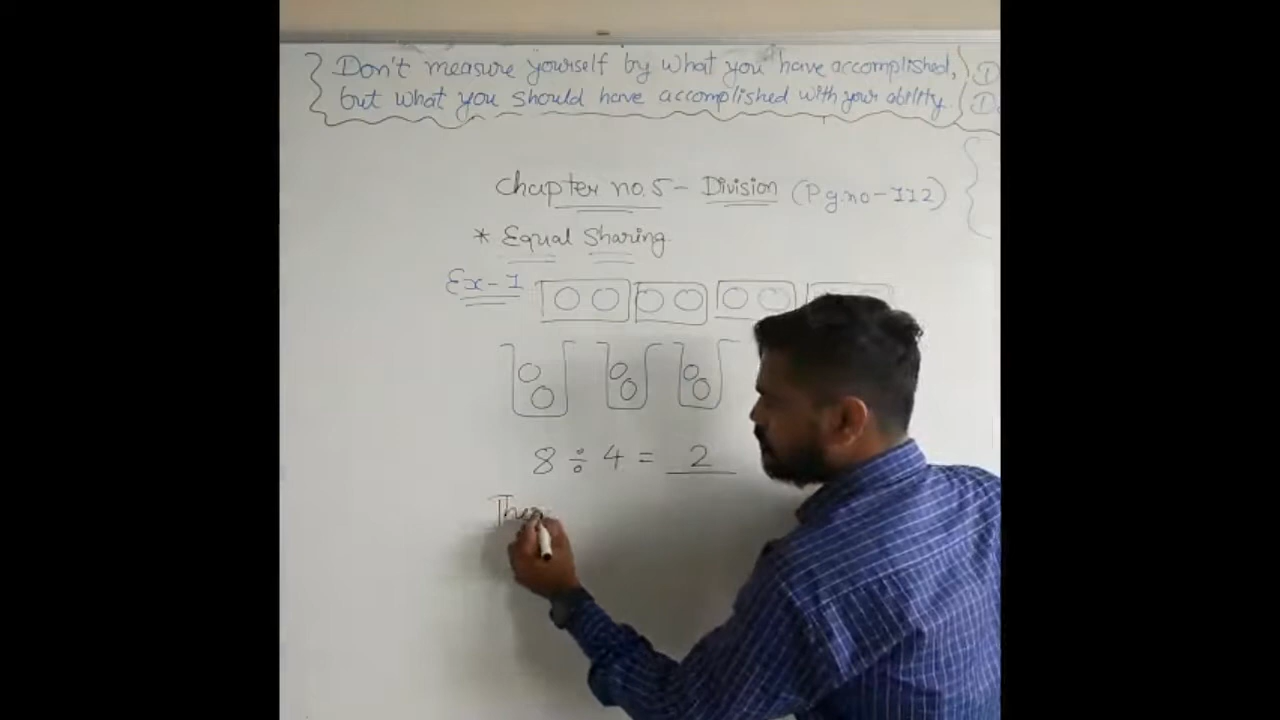 Don't measure yourself by what you have accomplished,
but what you should have accomplished with your ability.
Chapter no.5 - Division (Pg.no-112)
* Equal Sharing
Ex-1
8 ÷ 4 = 2